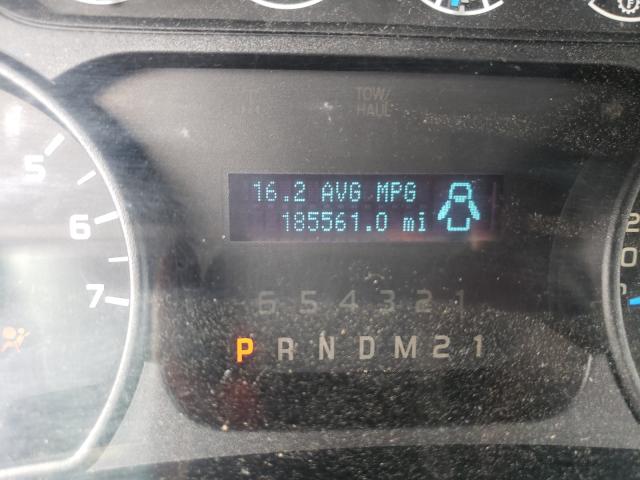 TOW/
HAUL
16.2 AVG MPG
185561.0 mi
5
6
7
6 5 4 3 2 1
P R N D M 2 1